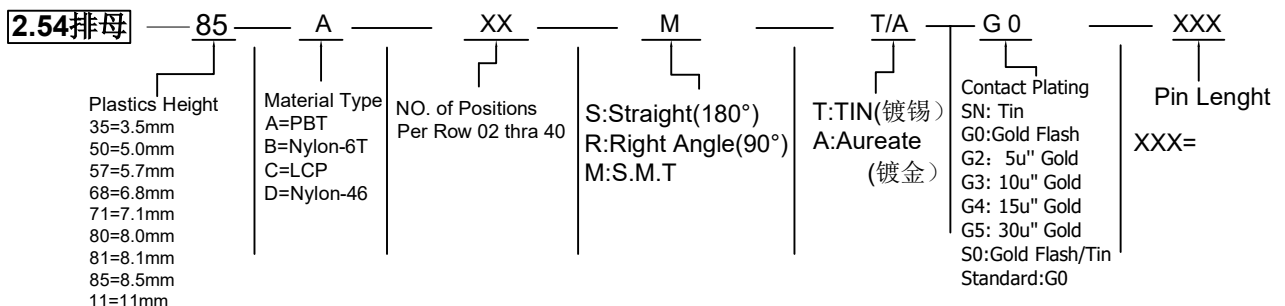 2.54排母 85 A XX M T/A G 0 XXX
Plastics Height
35=3.5mm
50=5.0mm
57=5.7mm
68=6.8mm
71=7.1mm
80=8.0mm
81=8.1mm
85=8.5mm
11=11mm
Material Type
A=PBT
B=Nylon-6T
C=LCP
D=Nylon-46
NO. of Positions
Per Row 02 thra 40
S:Straight(180°)
R:Right Angle(90°)
M:S.M.T
T:TIN(镀锡）
A:Aureate
(镀金）
Contact Plating
SN: Tin
G0:Gold Flash
G2： 5u" Gold
G3: 10u" Gold
G4: 15u" Gold
G5: 30u" Gold
S0:Gold Flash/Tin
Standard:G0
Pin Lenght
XXX=